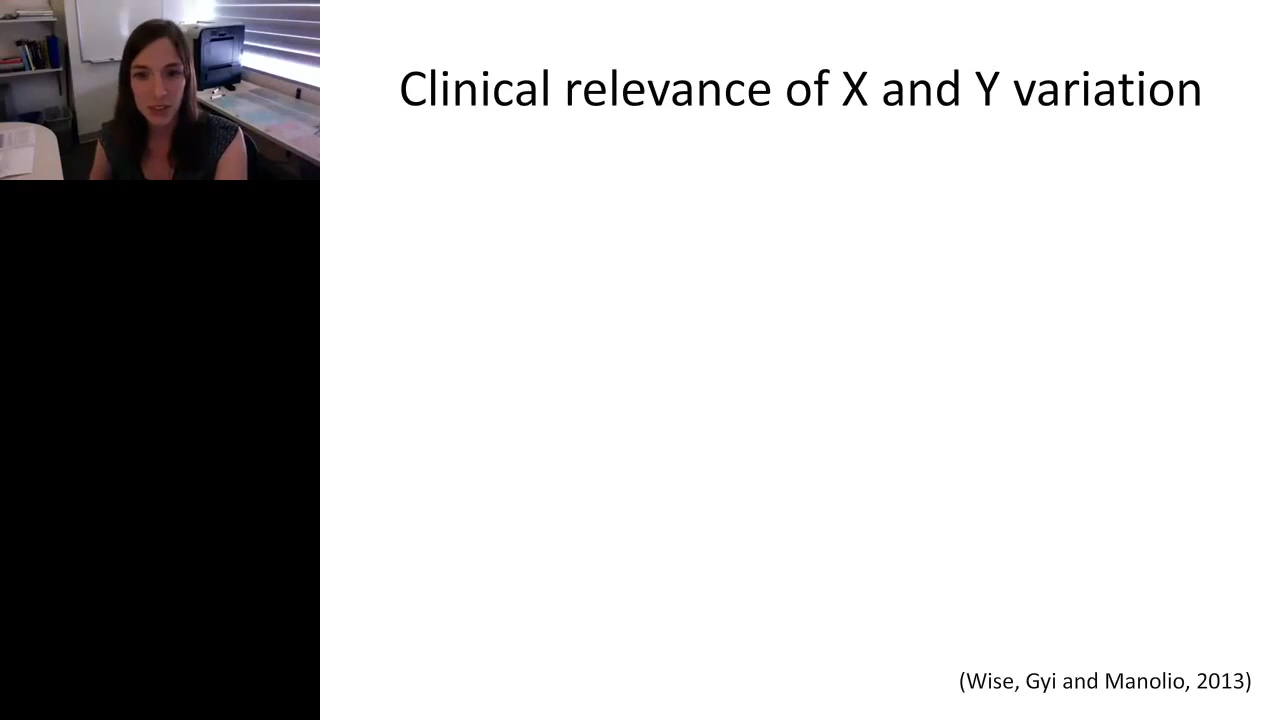 Clinical relevance of X and Y variation
(Wise, Gyi and Manolio, 2013)